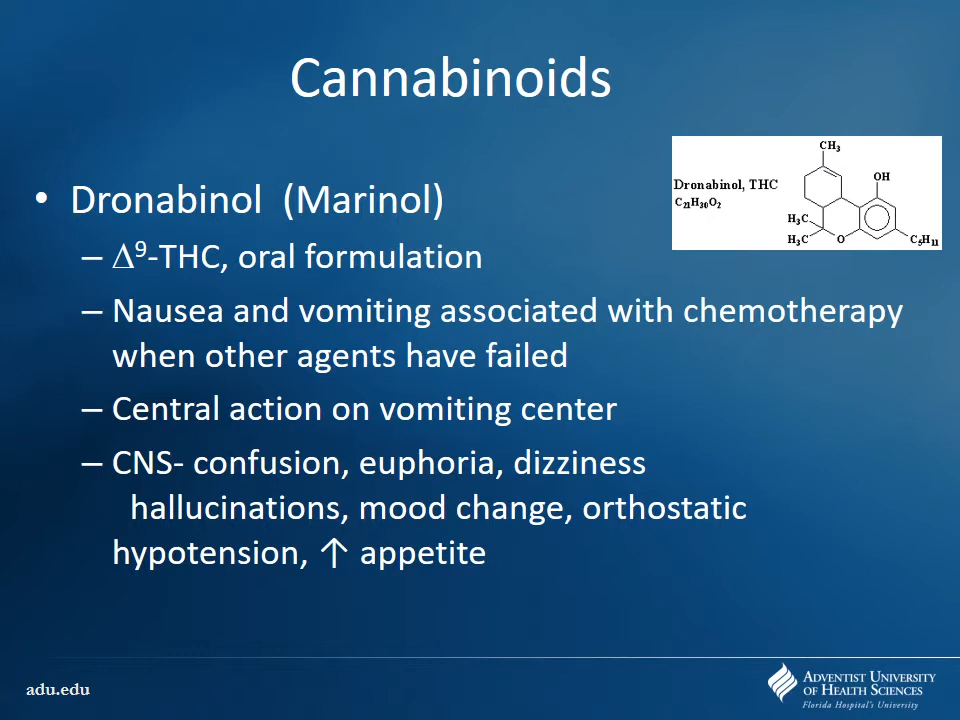 Cannabinoids
• Dronabinol (Marinol)
– Δ⁹-THC, oral formulation
– Nausea and vomiting associated with chemotherapy
when other agents have failed
– Central action on vomiting center
– CNS- confusion, euphoria, dizziness
hallucinations, mood change, orthostatic
hypotension, ↑ appetite
CH₃
OH
Dronabinol, THC
C₂₁H₃₀O₂
H₃C
H₃C
O
C₅H₁₁
adu.edu
ADVENTIST UNIVERSITY
OF HEALTH SCIENCES
Florida Hospital's University